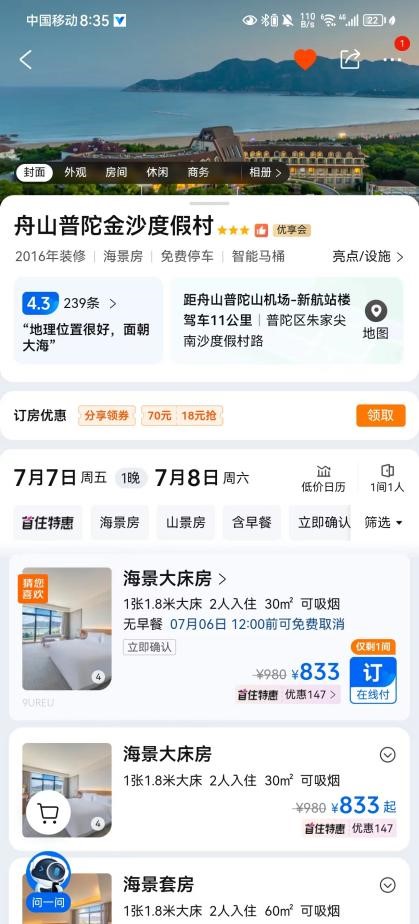 中国移动 8:35
110 B/s
22
1
封面 外观 房间 休闲 商务 相册 >
舟山普陀金沙度假村
优享会
2016年装修 | 海景房 | 免费停车 | 智能马桶
亮点/设施 >
4.3 239条 >
“地理位置很好，面朝
大海”
距舟山普陀山机场-新航站楼
驾车11公里 | 普陀区朱家尖
南沙度假村路
地图
订房优惠 分享领券 70元 18元抢 领取
7月7日 周五 1晚 7月8日 周六
低价日历
1间1人
首住特惠 海景房 山景房 含早餐 立即确认 筛选
猜您
喜欢
4
海景大床房 >
1张1.8米大床 2人入住 30㎡ 可吸烟
无早餐 07月06日 12:00前可免费取消
立即确认
¥980 ¥833
首住特惠 优惠147 >
仅剩1间
订
在线付
9UREU
海景大床房
1张1.8米大床 2人入住 30㎡ 可吸烟
¥980 ¥833起
首住特惠 优惠147
4
问一问
海景套房
1张1.8米大床 2人入住 60㎡ 可吸烟